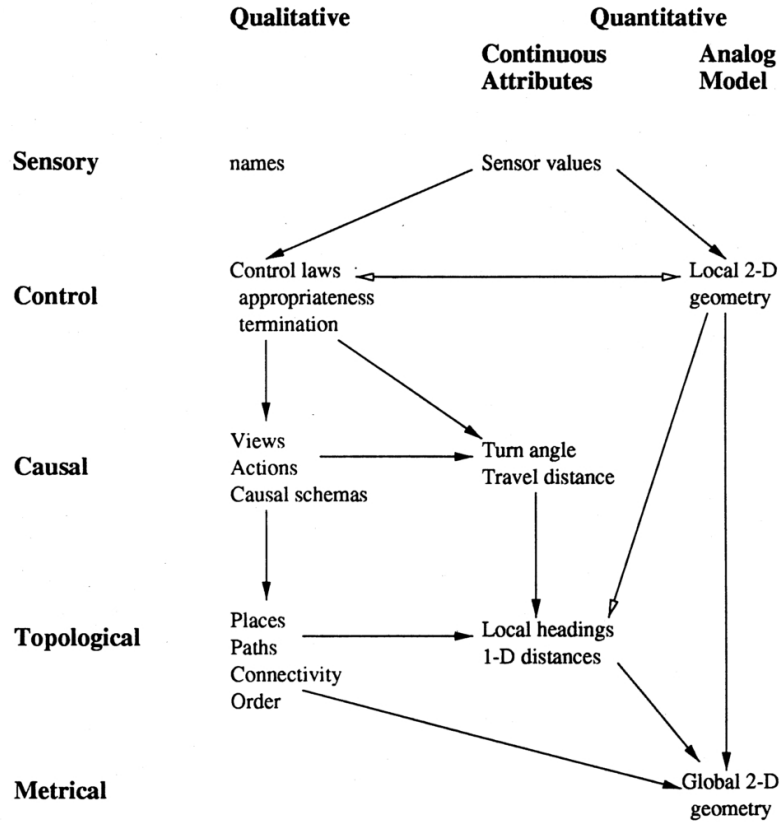 Qualitative
Quantitative
Continuous
Attributes
Analog
Model
Sensory
names
Sensor values
Control
Control laws
appropriateness
termination
Local 2-D
geometry
Causal
Views
Actions
Causal schemas
Turn angle
Travel distance
Topological
Places
Paths
Connectivity
Order
Local headings
1-D distances
Metrical
Global 2-D
geometry